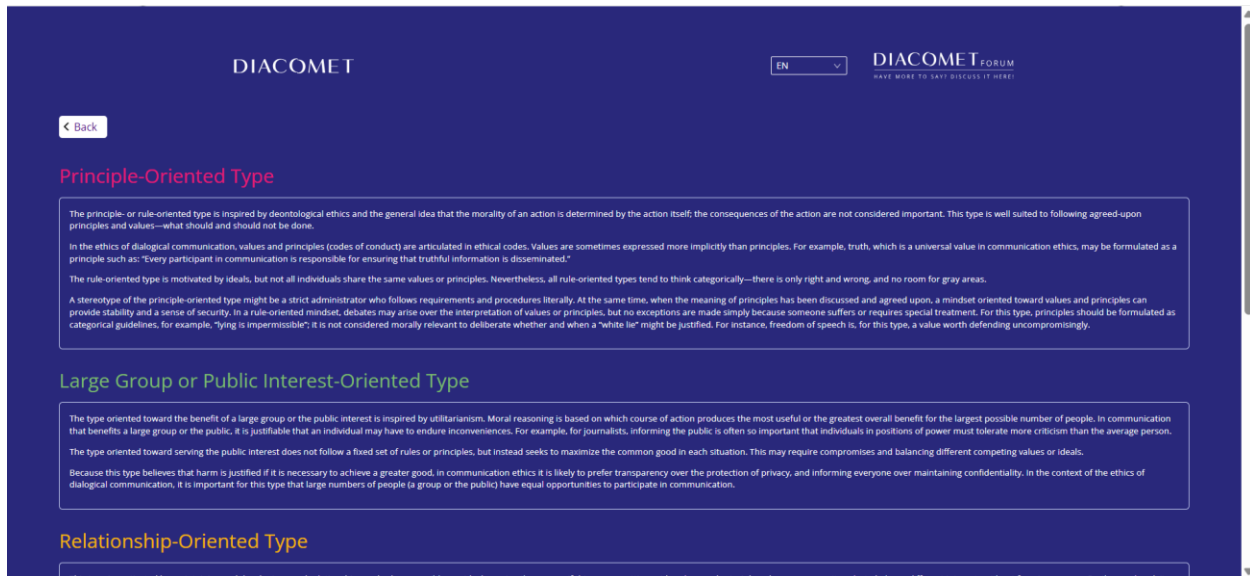 DIACOMET
EN
DIACOMET FORUM
HAVE MORE TO SAY? DISCUSS IT HERE!
Back
Principle-Oriented Type
The principle- or rule-oriented type is inspired by deontological ethics and the general idea that the morality of an action is determined by the action itself; the consequences of the action are not considered important. This type is well suited to following agreed-upon
principles and values—what should and should not be done.
In the ethics of dialogical communication, values and principles (codes of conduct) are articulated in ethical codes. Values are sometimes expressed more implicitly than principles. For example, truth, which is a universal value in communication ethics, may be formulated as a
principle such as: “Every participant in communication is responsible for ensuring that truthful information is disseminated.”
The rule-oriented type is motivated by ideals, but not all individuals share the same values or principles. Nevertheless, all rule-oriented types tend to think categorically—there is only right and wrong, and no room for gray areas.
A stereotype of the principle-oriented type might be a strict administrator who follows requirements and procedures literally. At the same time, when the meaning of principles has been discussed and agreed upon, a mindset oriented toward values and principles can
provide stability and a sense of security. In a rule-oriented mindset, debates may arise over the interpretation of values or principles, but no exceptions are made simply because someone suffers or requires special treatment. For this type, principles should be formulated as
categorical guidelines, for example, “lying is impermissible”; it is not considered morally relevant to deliberate whether and when a “white lie” might be justified. For instance, freedom of speech is, for this type, a value worth defending uncompromisingly.
Large Group or Public Interest-Oriented Type
The type oriented toward the benefit of a large group or the public interest is inspired by utilitarianism. Moral reasoning is based on which course of action produces the most useful or the greatest overall benefit for the largest possible number of people. In communication
that benefits a large group or the public, it is justifiable that an individual may have to endure inconveniences. For example, for journalists, informing the public is often so important that individuals in positions of power must tolerate more criticism than the average person.
The type oriented toward serving the public interest does not follow a fixed set of rules or principles, but instead seeks to maximize the common good in each situation. This may require compromises and balancing different competing values or ideals.
Because this type believes that harm is justified if it is necessary to achieve a greater good, in communication ethics it is likely to prefer transparency over the protection of privacy, and informing everyone over maintaining confidentiality. In the context of the ethics of
dialogical communication, it is important for this type that large numbers of people (a group or the public) have equal opportunities to participate in communication.
Relationship-Oriented Type